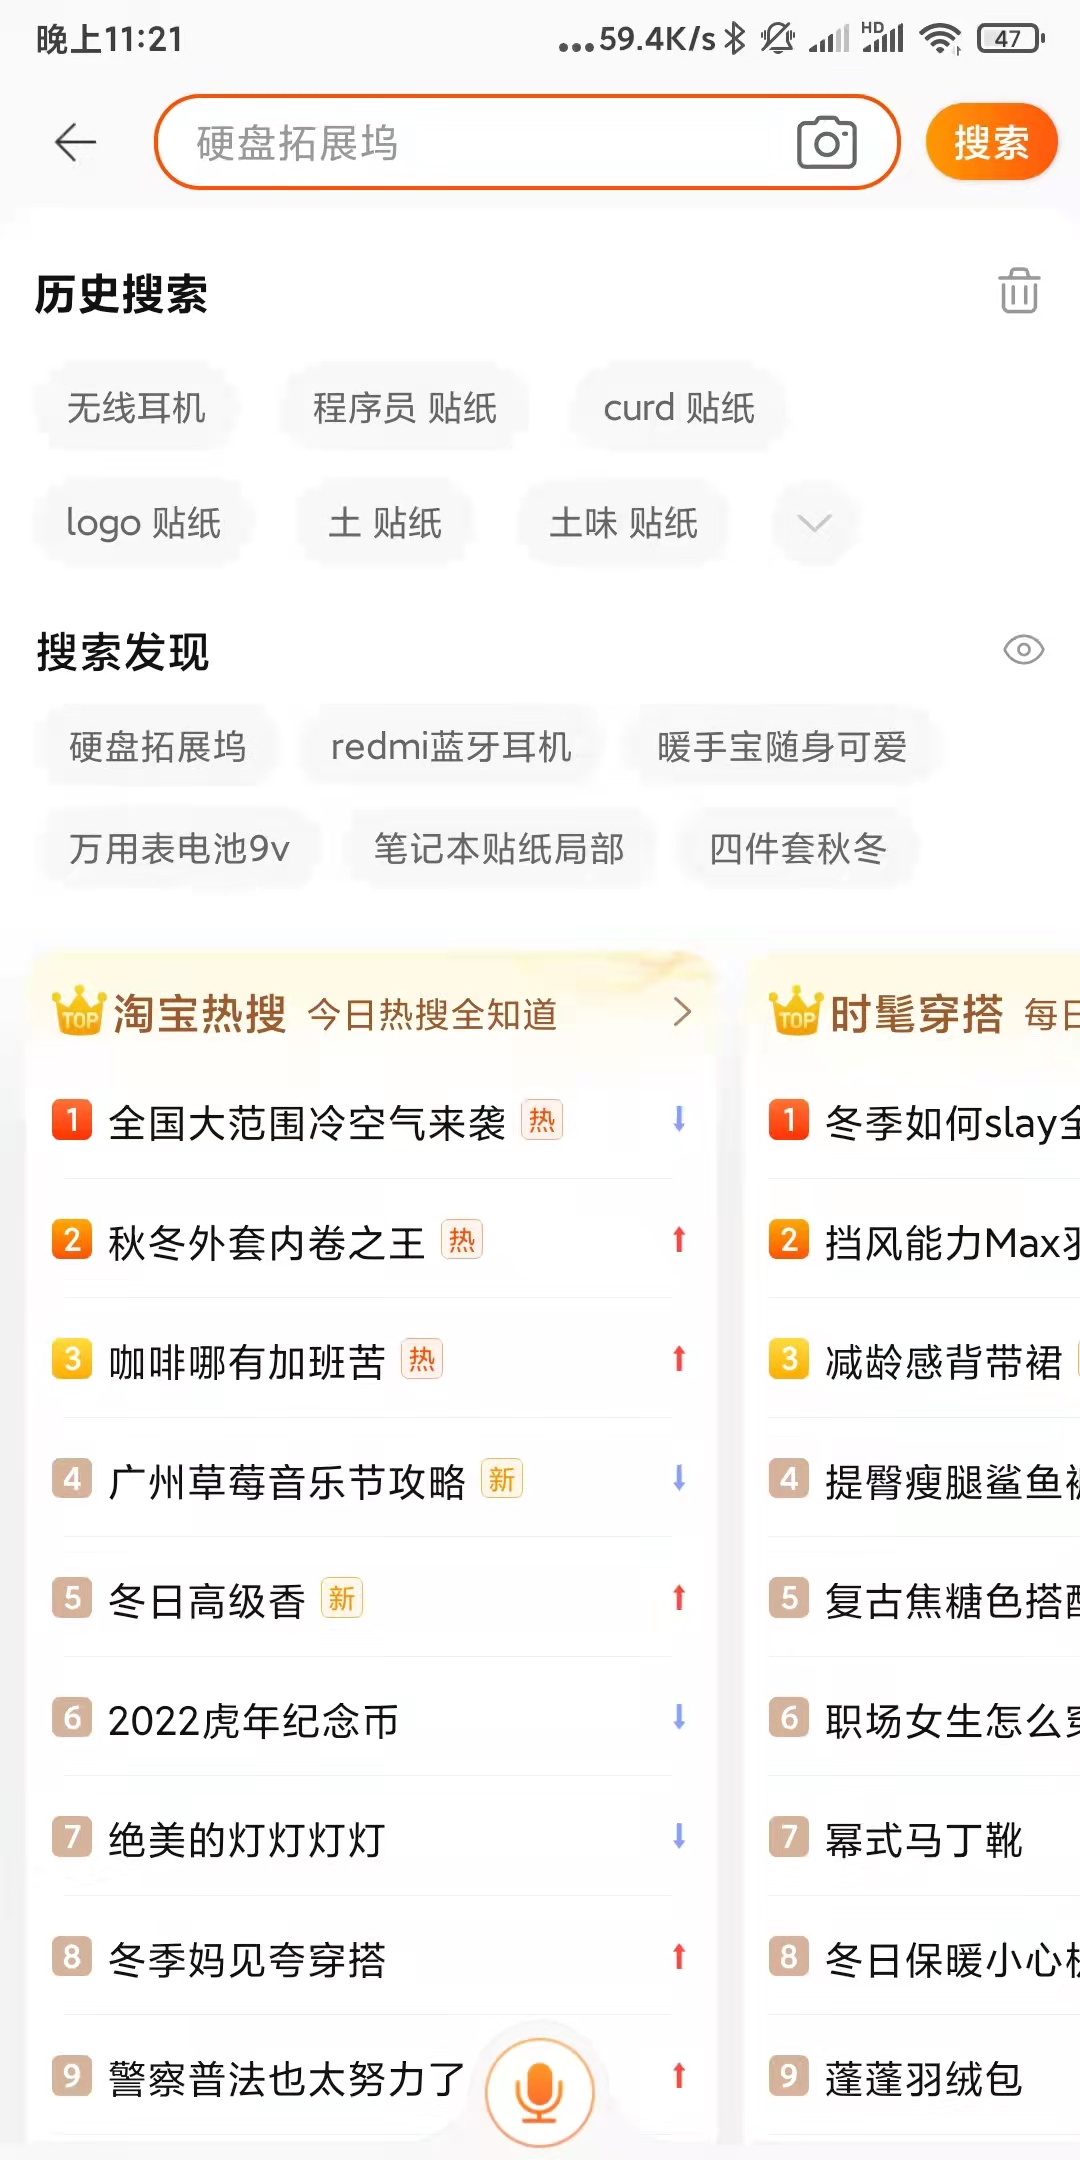 晚上11:21
...59.4K/s
HD
47
硬盘拓展坞
搜索
历史搜索
无线耳机
程序员 贴纸
curd 贴纸
logo 贴纸
土 贴纸
土味 贴纸
搜索发现
硬盘拓展坞
redmi蓝牙耳机
暖手宝随身可爱
万用表电池9v
笔记本贴纸局部
四件套秋冬
TOP 淘宝热搜 今日热搜全知道
1 全国大范围冷空气来袭 热
2 秋冬外套内卷之王 热
3 咖啡哪有加班苦 热
4 广州草莓音乐节攻略 新
5 冬日高级香 新
6 2022虎年纪念币
7 绝美的灯灯灯灯
8 冬季妈见夸穿搭
9 警察普法也太努力了
TOP 时髦穿搭 每日
1 冬季如何slay全
2 挡风能力Max羽
3 减龄感背带裙
4 提臀瘦腿鲨鱼裤
5 复古焦糖色搭配
6 职场女生怎么穿
7 幂式马丁靴
8 冬日保暖小心机
9 蓬蓬羽绒包